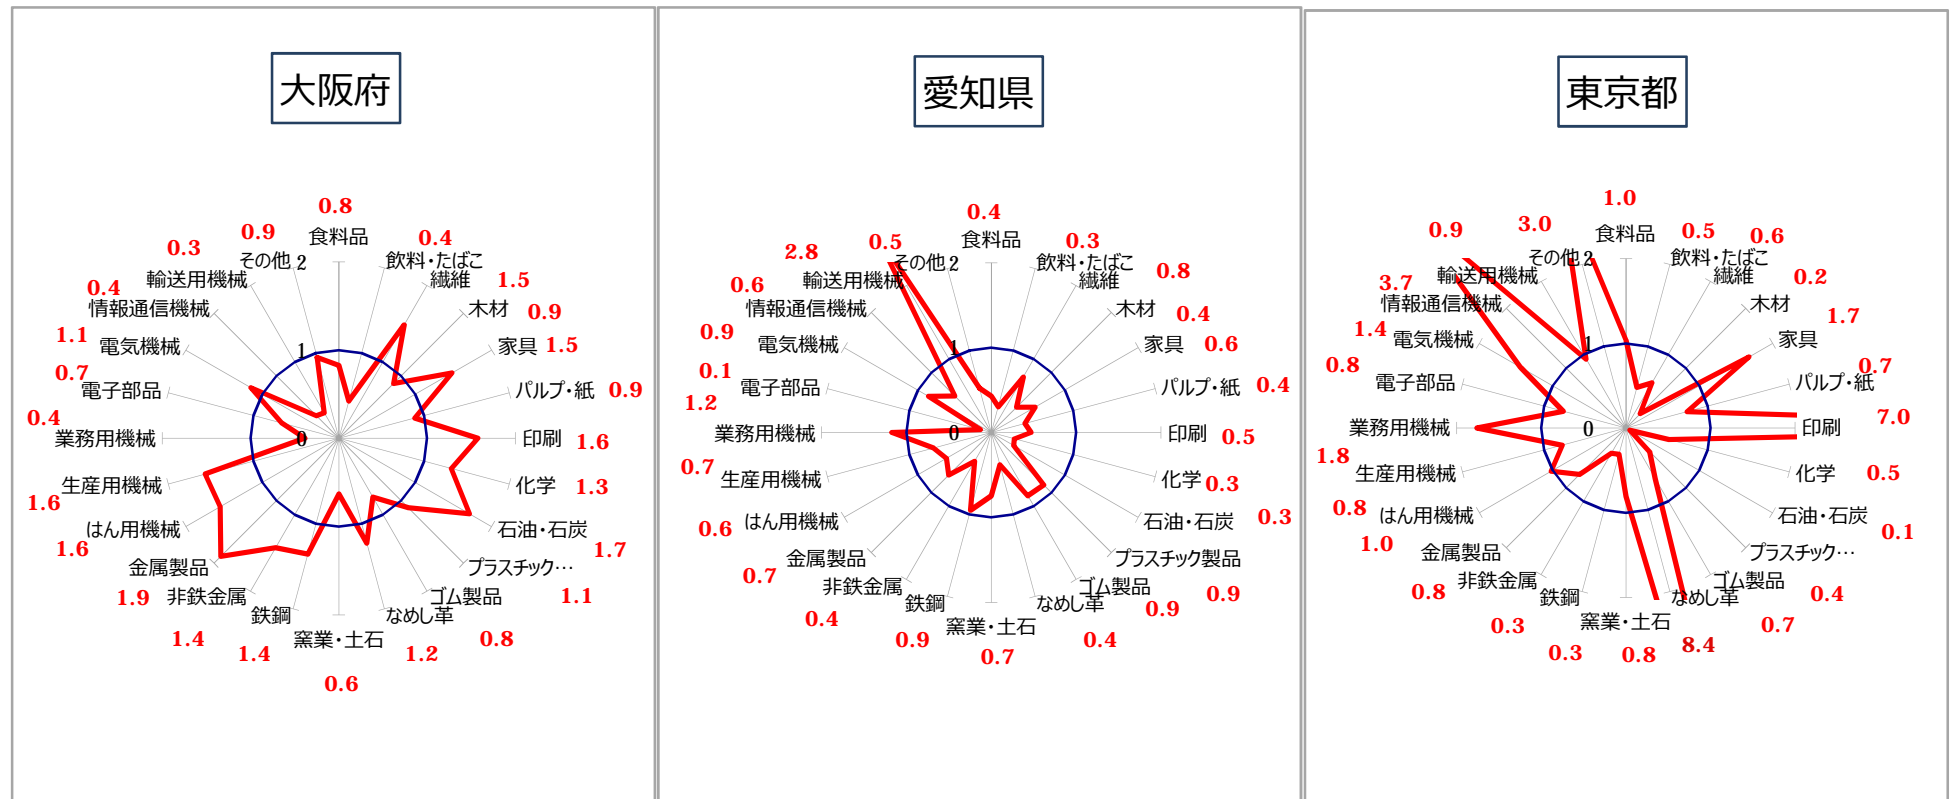 大阪府
0.8
食料品
0.4
飲料・たばこ
1.5
繊維
0.9
木材
1.5
家具
0.9
パルプ・紙
1.6
印刷
1.3
化学
1.7
石油・石炭
1.1
プラスチック…
0.8
ゴム製品
1.2
なめし革
0.6
窯業・土石
1.4
鉄鋼
1.4
非鉄金属
1.9
金属製品
1.6
はん用機械
1.6
生産用機械
0.4
業務用機械
0.7
電子部品
1.1
電気機械
0.4
情報通信機械
0.3
輸送用機械
0.9
その他
2
1
0
愛知県
0.4
食料品
0.3
飲料・たばこ
0.8
繊維
0.4
木材
0.6
家具
0.4
パルプ・紙
0.5
印刷
0.3
化学
0.3
石油・石炭
0.9
プラスチック製品
0.9
ゴム製品
0.4
なめし革
0.7
窯業・土石
0.9
鉄鋼
0.4
非鉄金属
0.7
金属製品
0.6
はん用機械
0.7
生産用機械
1.2
業務用機械
0.1
電子部品
0.9
電気機械
0.6
情報通信機械
2.8
輸送用機械
0.5
その他
2
1
0
東京都
1.0
食料品
0.5
飲料・たばこ
0.6
繊維
0.2
木材
1.7
家具
0.7
パルプ・紙
7.0
印刷
0.5
化学
0.1
石油・石炭
0.4
プラスチック…
0.7
ゴム製品
8.4
なめし革
0.8
窯業・土石
0.3
鉄鋼
0.3
非鉄金属
0.8
金属製品
1.0
はん用機械
0.8
生産用機械
1.8
業務用機械
0.8
電子部品
1.4
電気機械
3.7
情報通信機械
0.9
輸送用機械
3.0
その他
2
1
0